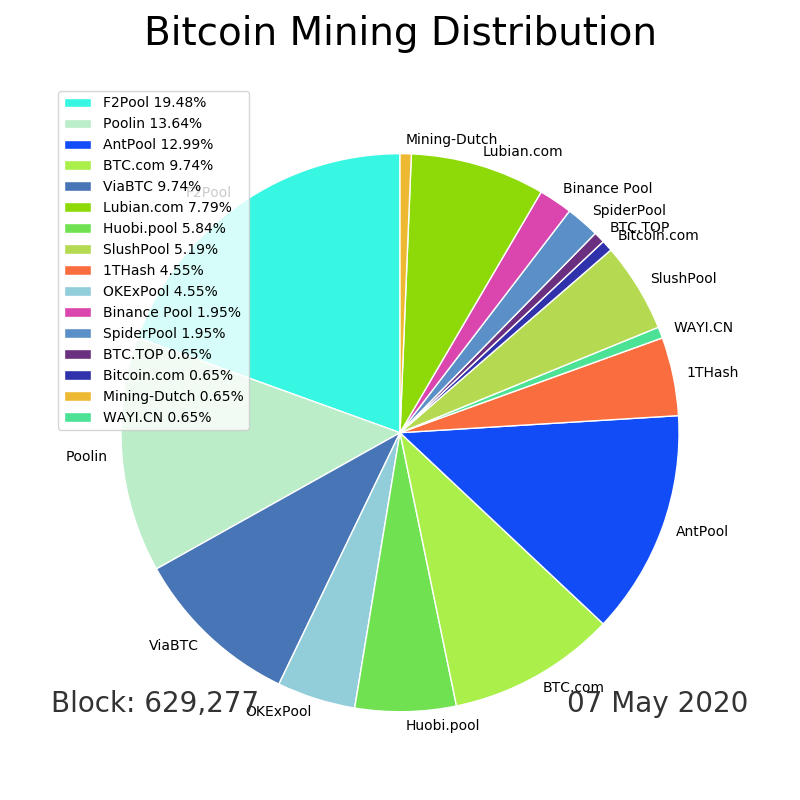 Bitcoin Mining Distribution
F2Pool 19.48%
Poolin 13.64%
AntPool 12.99%
BTC.com 9.74%
ViaBTC 9.74%
Lubian.com 7.79%
Huobi.pool 5.84%
SlushPool 5.19%
1THash 4.55%
OKExPool 4.55%
Binance Pool 1.95%
SpiderPool 1.95%
BTC.TOP 0.65%
Bitcoin.com 0.65%
Mining-Dutch 0.65%
WAYI.CN 0.65%
Mining-Dutch
Lubian.com
Binance Pool
SpiderPool
BTC.TOP
Bitcoin.com
SlushPool
WAYI.CN
1THash
AntPool
BTC.com
Huobi.pool
OKExPool
ViaBTC
Poolin
F2Pool
Block: 629,277
07 May 2020